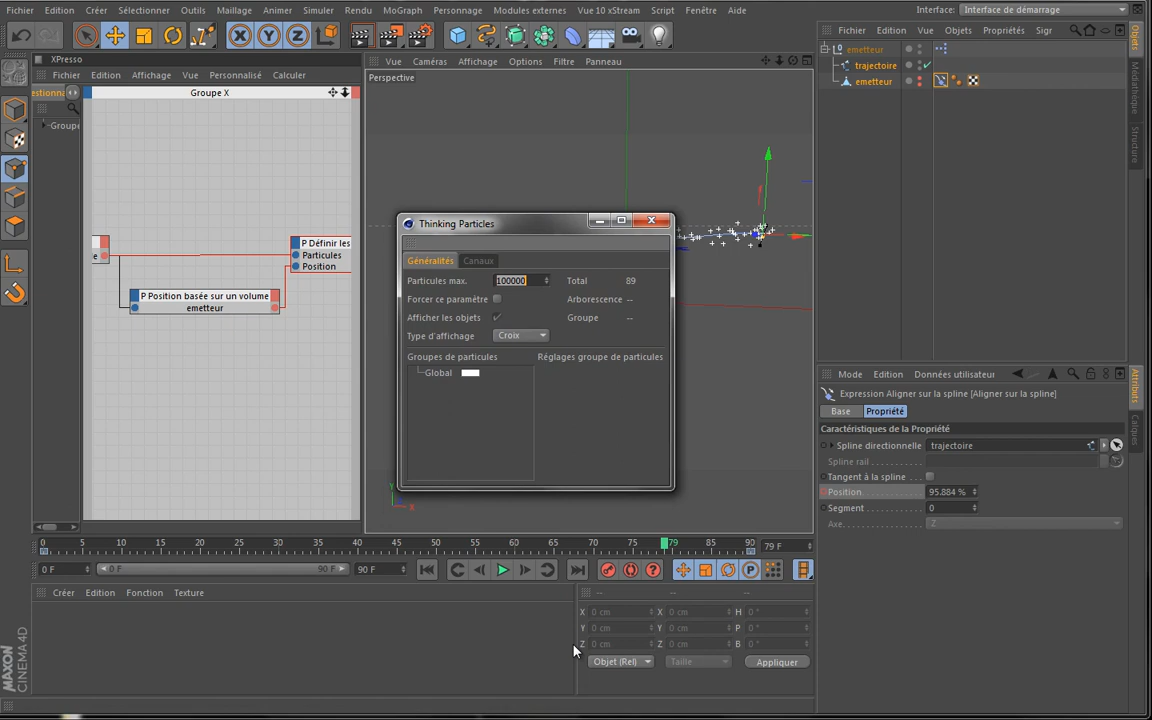 Fichier Edition Créer Sélectionner Outils Maillage Animer Simuler Rendu MoGraph Personnage Modules externes Vue 10 xStream Script Fenêtre Aide Interface: Interface de démarrage
X Y Z
XPresso
Fichier Edition Affichage Vue Personnalisé Calculer
estionna
Groupe X
Groupe
P Définir les
e Particules
Position
P Position basée sur un volume
emetteur
Vue Caméras Affichage Options Filtre Panneau
Perspective
Y
X
Thinking Particles
Généralités Canaux
Particules max. 100000 Total 89
Forcer ce paramétre Arborescence --
Afficher les objets Groupe --
Type d'affichage Croix
Groupes de particules Réglages groupe de particules
Global
Fichier Edition Vue Objets Propriétés Sigr
emetteur
trajectoire
emetteur
Objets
Médiathèque
Structure
Mode Edition Données utilisateur
Expression Aligner sur la spline [Aligner sur la spline]
Base Propriété
Caractéristiques de la Propriété
Spline directionnelle trajectoire
Spline rail . . . . . . . . . . .
Tangent à la spline . . .
Position . . . . . . . . . . . . . 95.884 %
Segment . . . . . . . . . . . . 0
Axe. . . . . . . . . . . . . . . . . Z
Attributs
Calques
0 5 10 15 20 25 30 35 40 45 50 55 60 65 70 75 79 85 90 79 F
0 F 0 F 90 F 90 F
P
Créer Edition Fonction Texture
-- -- --
X 0 cm X 0 cm H 0 °
Y 0 cm Y 0 cm P 0 °
Z 0 cm Z 0 cm B 0 °
Objet (Rel) Taille Appliquer
MAXON
CINEMA 4D